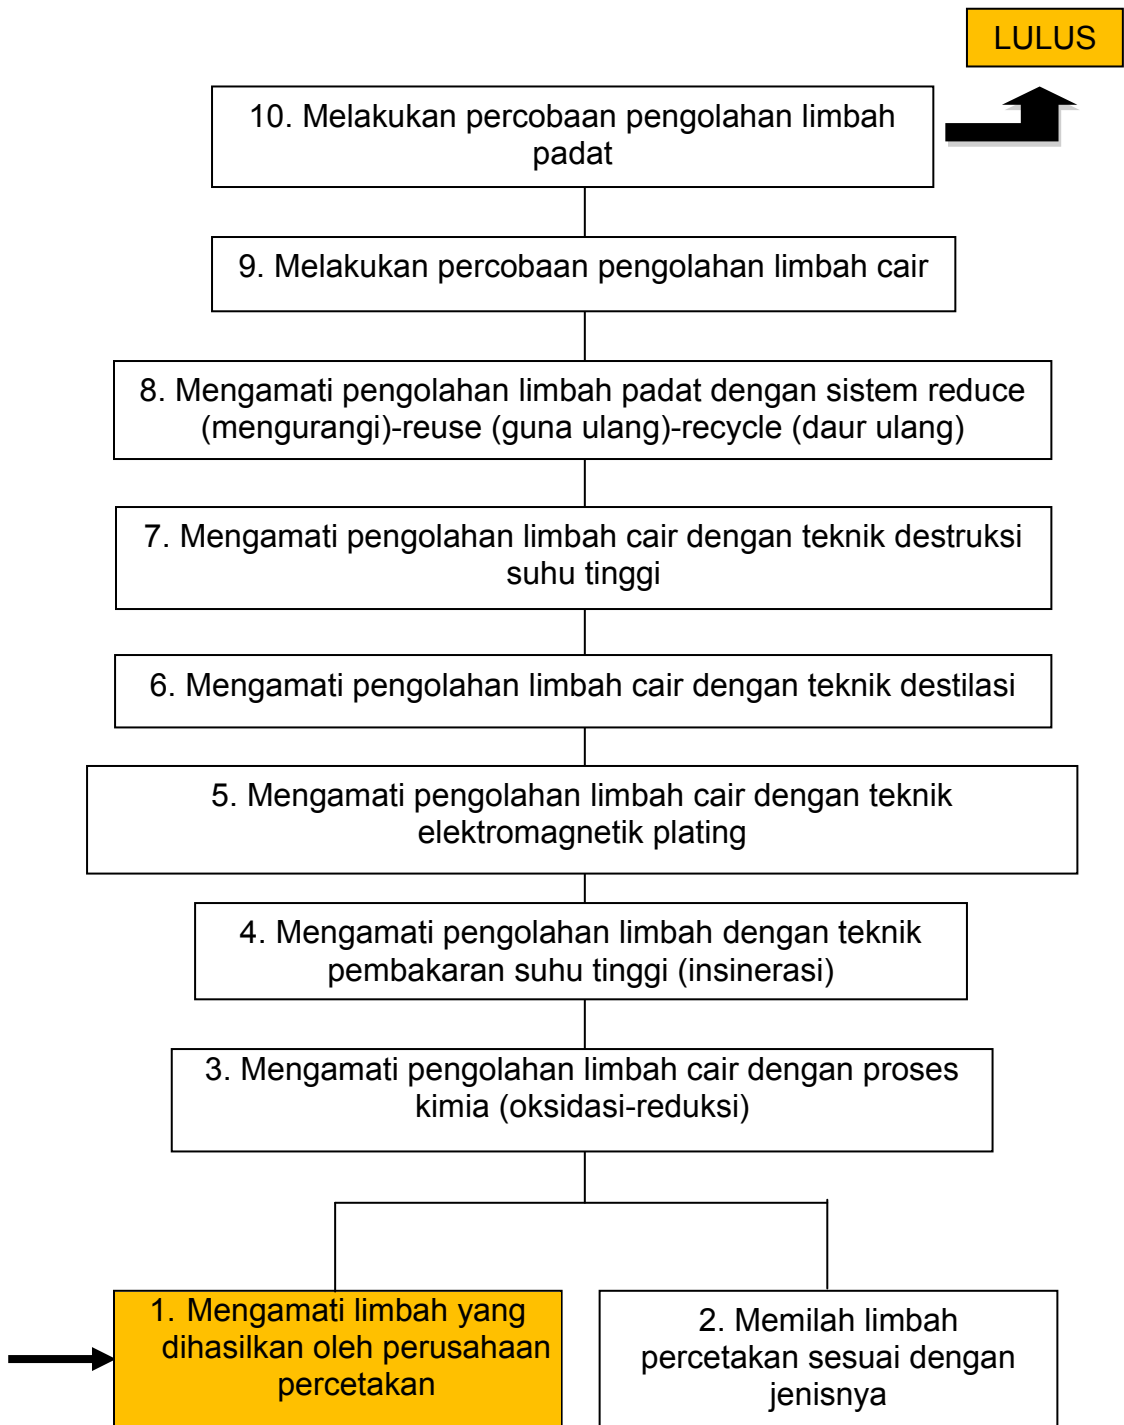 LULUS
10. Melakukan percobaan pengolahan limbah
padat
9. Melakukan percobaan pengolahan limbah cair
8. Mengamati pengolahan limbah padat dengan sistem reduce
(mengurangi)-reuse (guna ulang)-recycle (daur ulang)
7. Mengamati pengolahan limbah cair dengan teknik destruksi
suhu tinggi
6. Mengamati pengolahan limbah cair dengan teknik destilasi
5. Mengamati pengolahan limbah cair dengan teknik
elektromagnetik plating
4. Mengamati pengolahan limbah dengan teknik
pembakaran suhu tinggi (insinerasi)
3. Mengamati pengolahan limbah cair dengan proses
kimia (oksidasi-reduksi)
1. Mengamati limbah yang
dihasilkan oleh perusahaan
percetakan
2. Memilah limbah
percetakan sesuai dengan
jenisnya